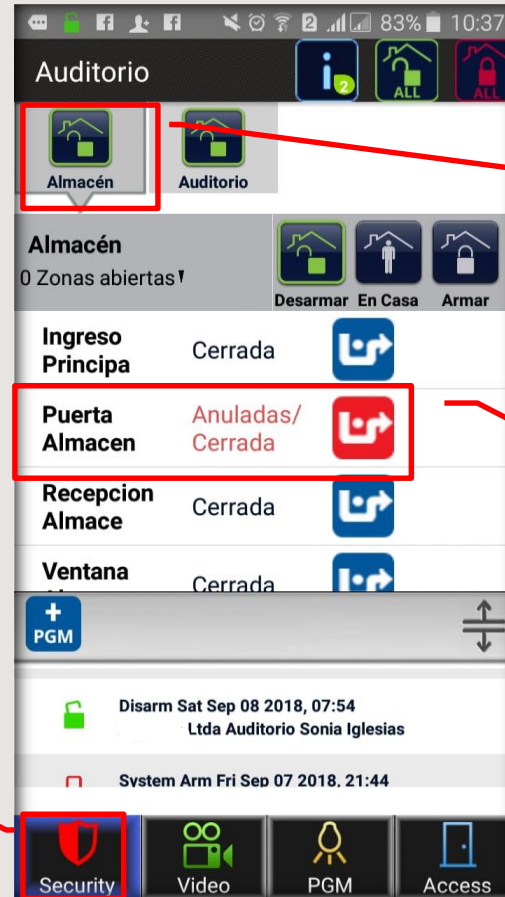 2 83% 10:37
Auditorio
2 ALL ALL
Almacén Auditorio
Almacén
0 Zonas abiertas
Desarmar En Casa Armar
Ingreso
Principa
Cerrada
Puerta
Almacen
Anuladas/
Cerrada
Recepcion
Almace
Cerrada
Ventana
Cerrada
+
PGM
Disarm Sat Sep 08 2018, 07:54
Ltda Auditorio Sonia Iglesias
System Arm Fri Sep 07 2018, 21:44
Security Video PGM Access